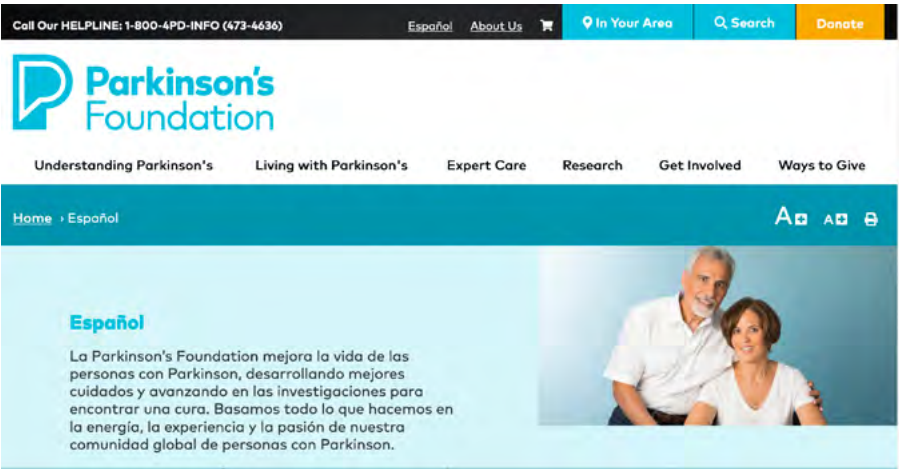 Call Our HELPLINE: 1-800-4PD-INFO (473-4636) Español About Us In Your Area Search Donate
Parkinson's
Foundation
Understanding Parkinson's Living with Parkinson's Expert Care Research Get Involved Ways to Give
Home › Español A A
Español
La Parkinson's Foundation mejora la vida de las
personas con Parkinson, desarrollando mejores
cuidados y avanzando en las investigaciones para
encontrar una cura. Basamos todo lo que hacemos en
la energía, la experiencia y la pasión de nuestra
comunidad global de personas con Parkinson.